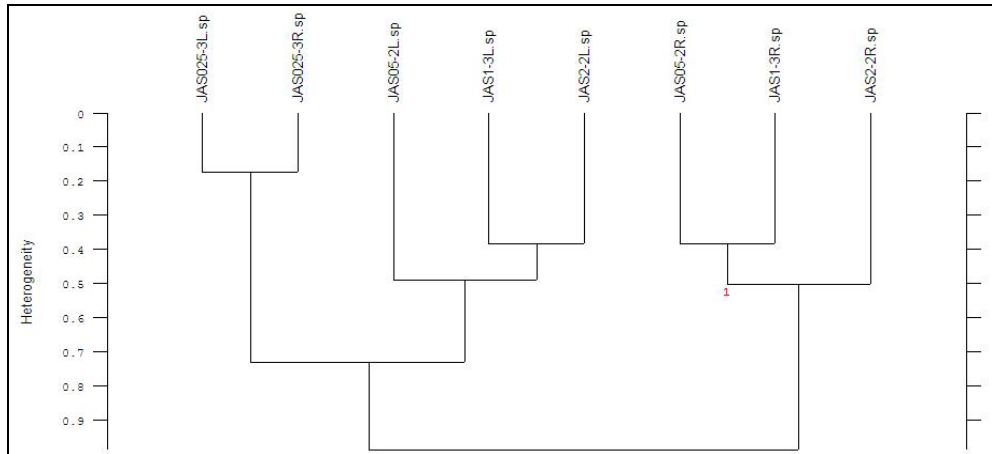 JAS025-3L.sp
JAS025-3R.sp
JAS05-2L.sp
JAS1-3L.sp
JAS2-2L.sp
JAS05-2R.sp
JAS1-3R.sp
JAS2-2R.sp
0
0.1
0.2
0.3
0.4
0.5
0.6
0.7
0.8
0.9
Heterogeneity
1